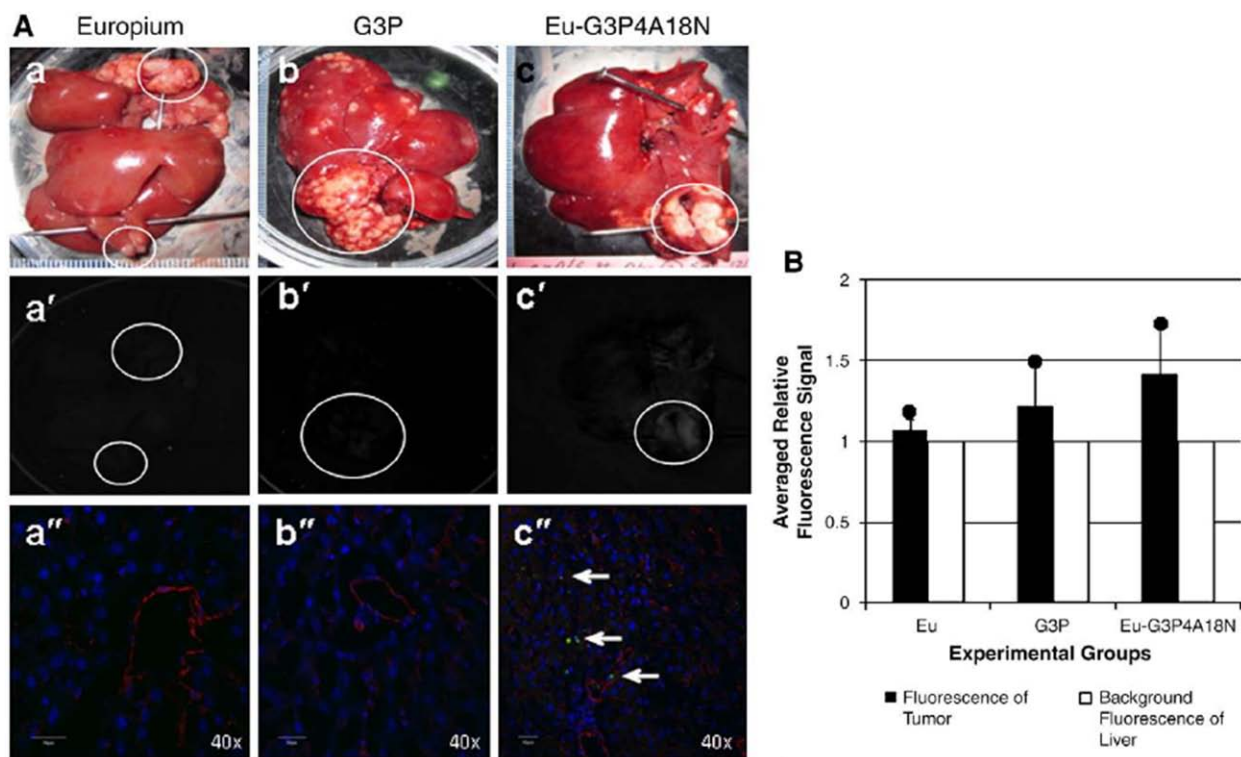 A
Europium
G3P
Eu-G3P4A18N
a
b
c
a′
b′
c′
a″
b″
c″
40x
40x
40x
B
Averaged Relative
Fluorescence Signal
2
1.5
1
0.5
0
Eu
G3P
Eu-G3P4A18N
Experimental Groups
Fluorescence of
Tumor
Background
Fluorescence of
Liver